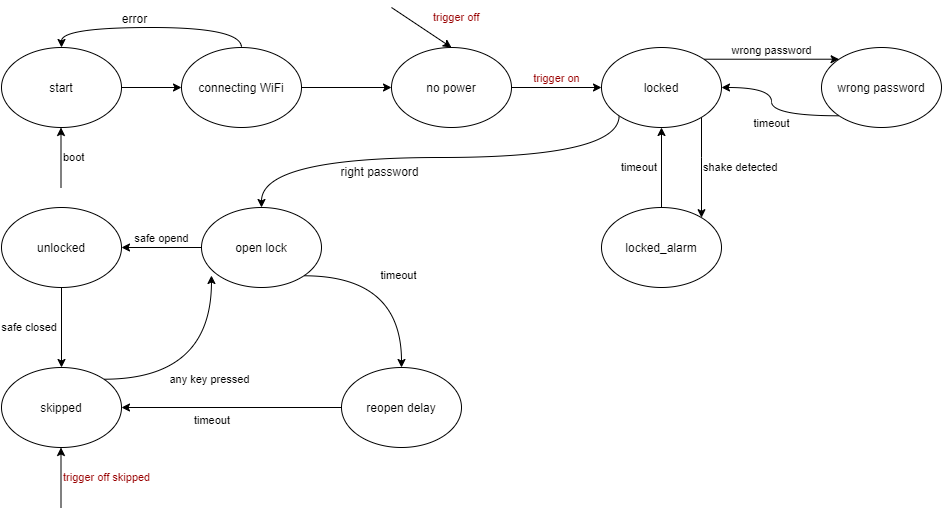 error
trigger off
start
connecting WiFi
no power
trigger on
locked
wrong password
wrong password
timeout
boot
right password
timeout
shake detected
unlocked
safe opend
open lock
timeout
locked_alarm
safe closed
any key pressed
skipped
timeout
reopen delay
trigger off skipped